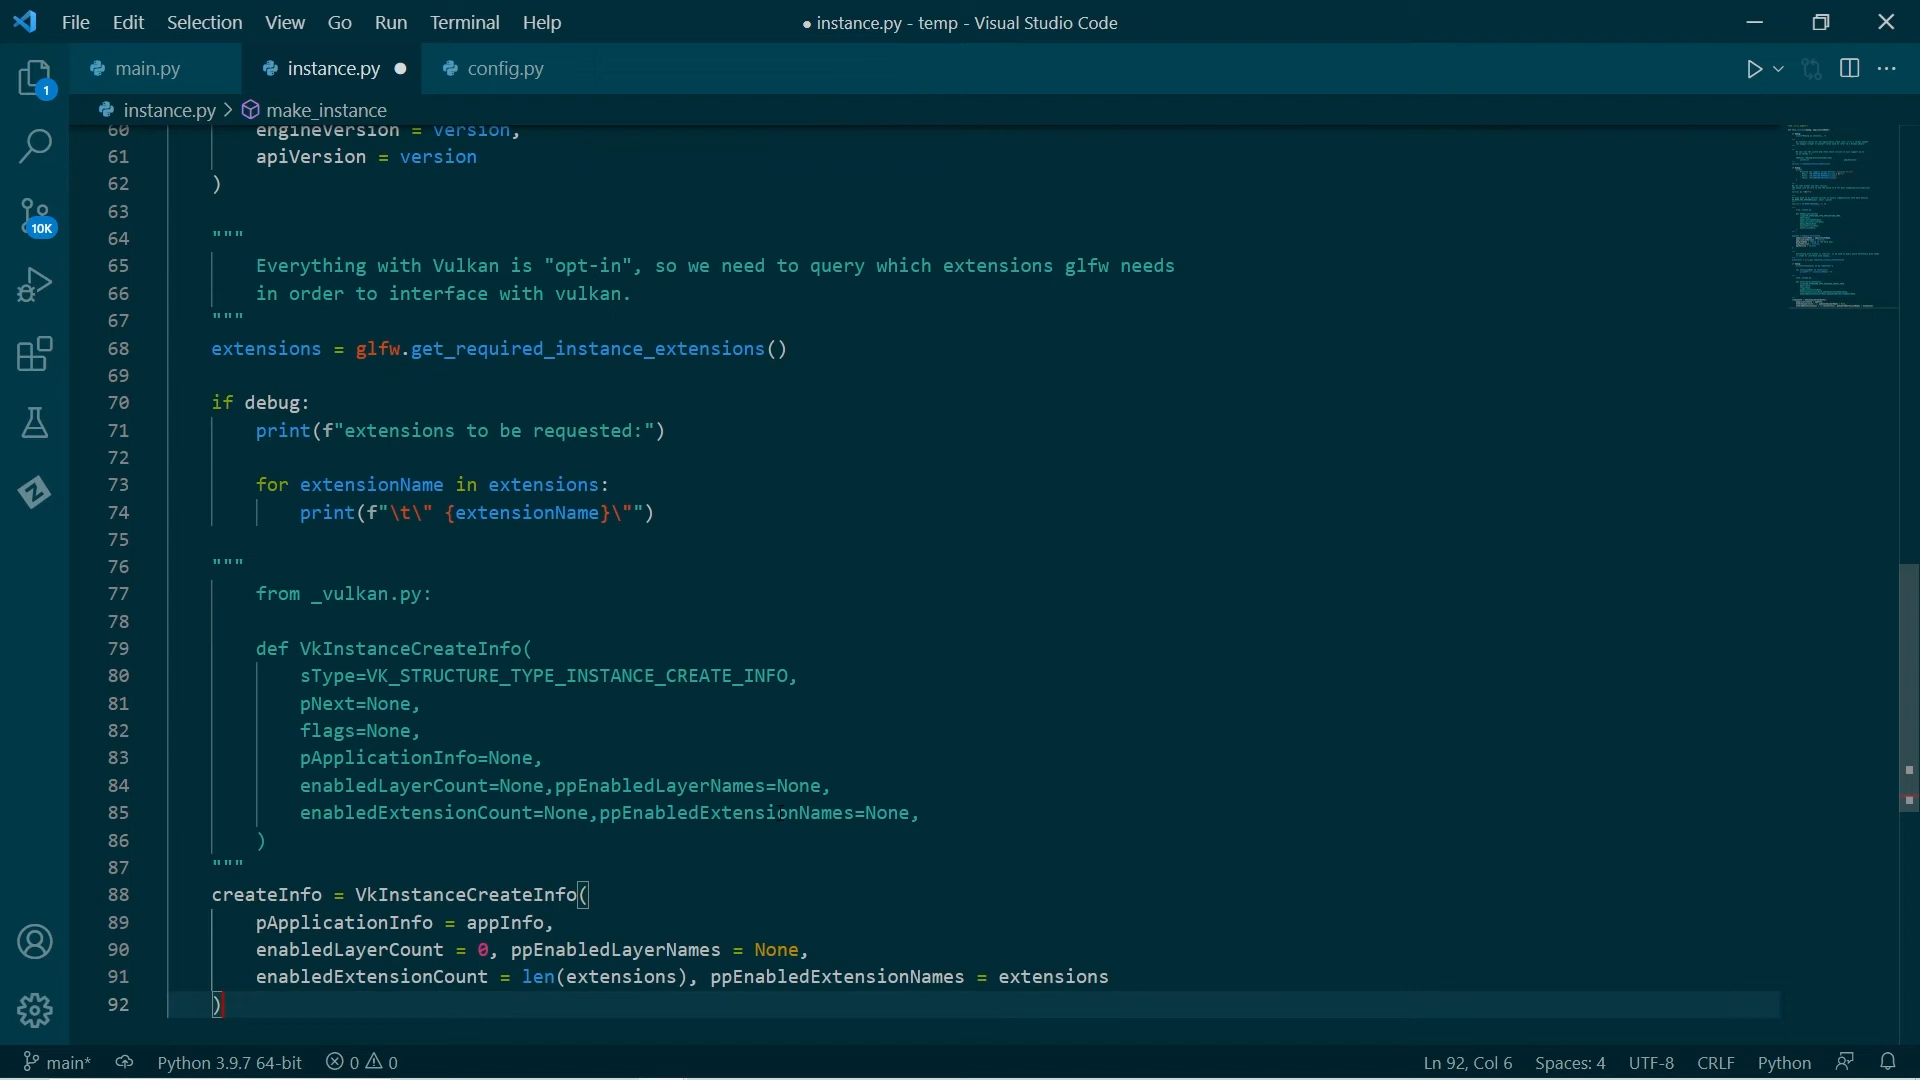 File Edit Selection View Go Run Terminal Help
● instance.py - temp - Visual Studio Code
main.py
instance.py ●
config.py
1
instance.py > make_instance
10K
60 engineVersion = version,
61 apiVersion = version
62 )
63
64 """
65 Everything with Vulkan is "opt-in", so we need to query which extensions glfw needs
66 in order to interface with vulkan.
67 """
68 extensions = glfw.get_required_instance_extensions()
69
70 if debug:
71 print(f"extensions to be requested:")
72
73 for extensionName in extensions:
74 print(f"\t\" {extensionName}\"")
75
76 """
77 from _vulkan.py:
78
79 def VkInstanceCreateInfo(
80 sType=VK_STRUCTURE_TYPE_INSTANCE_CREATE_INFO,
81 pNext=None,
82 flags=None,
83 pApplicationInfo=None,
84 enabledLayerCount=None,ppEnabledLayerNames=None,
85 enabledExtensionCount=None,ppEnabledExtensionNames=None,
86 )
87 """
88 createInfo = VkInstanceCreateInfo(
89 pApplicationInfo = appInfo,
90 enabledLayerCount = 0, ppEnabledLayerNames = None,
91 enabledExtensionCount = len(extensions), ppEnabledExtensionNames = extensions
92 )
main* Python 3.9.7 64-bit 0 0
Ln 92, Col 6 Spaces: 4 UTF-8 CRLF Python